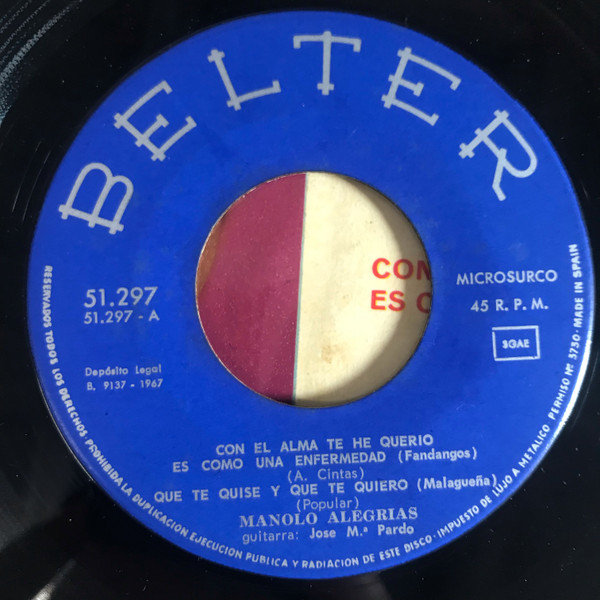 BELTER
51.297
51.297 - A
Depósito Legal
B. 9137 - 1967
CON
ES C
MICROSURCO
45 R. P. M.
SGAE
CON EL ALMA TE HE QUERIO
ES COMO UNA ENFERMEDAD (Fandangos)
(A. Cintas)
QUE TE QUISE Y QUE TE QUIERO (Malagueña)
(Popular)
MANOLO ALEGRIAS
guitarra: Jose M.ª Pardo
RESERVADOS TODOS LOS DERECHOS PROHIBIDA LA DUPLICACION, EJECUCION PUBLICA Y RADIACION DE ESTE DISCO · IMPUESTO DE LUJO A METALICO PERMISO Nº 3730 · MADE IN SPAIN